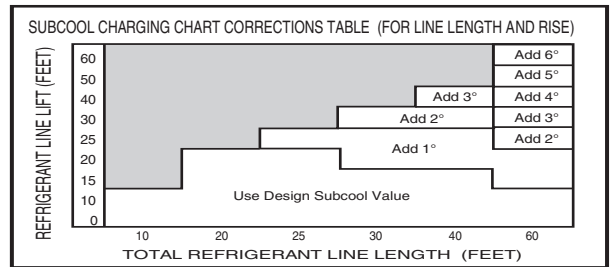 SUBCOOL CHARGING CHART CORRECTIONS TABLE (FOR LINE LENGTH AND RISE)
REFRIGERANT LINE LIFT (FEET)
60
50
40
30
25
20
15
10
0
Add 6°
Add 5°
Add 3° Add 4°
Add 2° Add 3°
Add 1° Add 2°
Use Design Subcool Value
10 20 25 30 40 60
TOTAL REFRIGERANT LINE LENGTH (FEET)